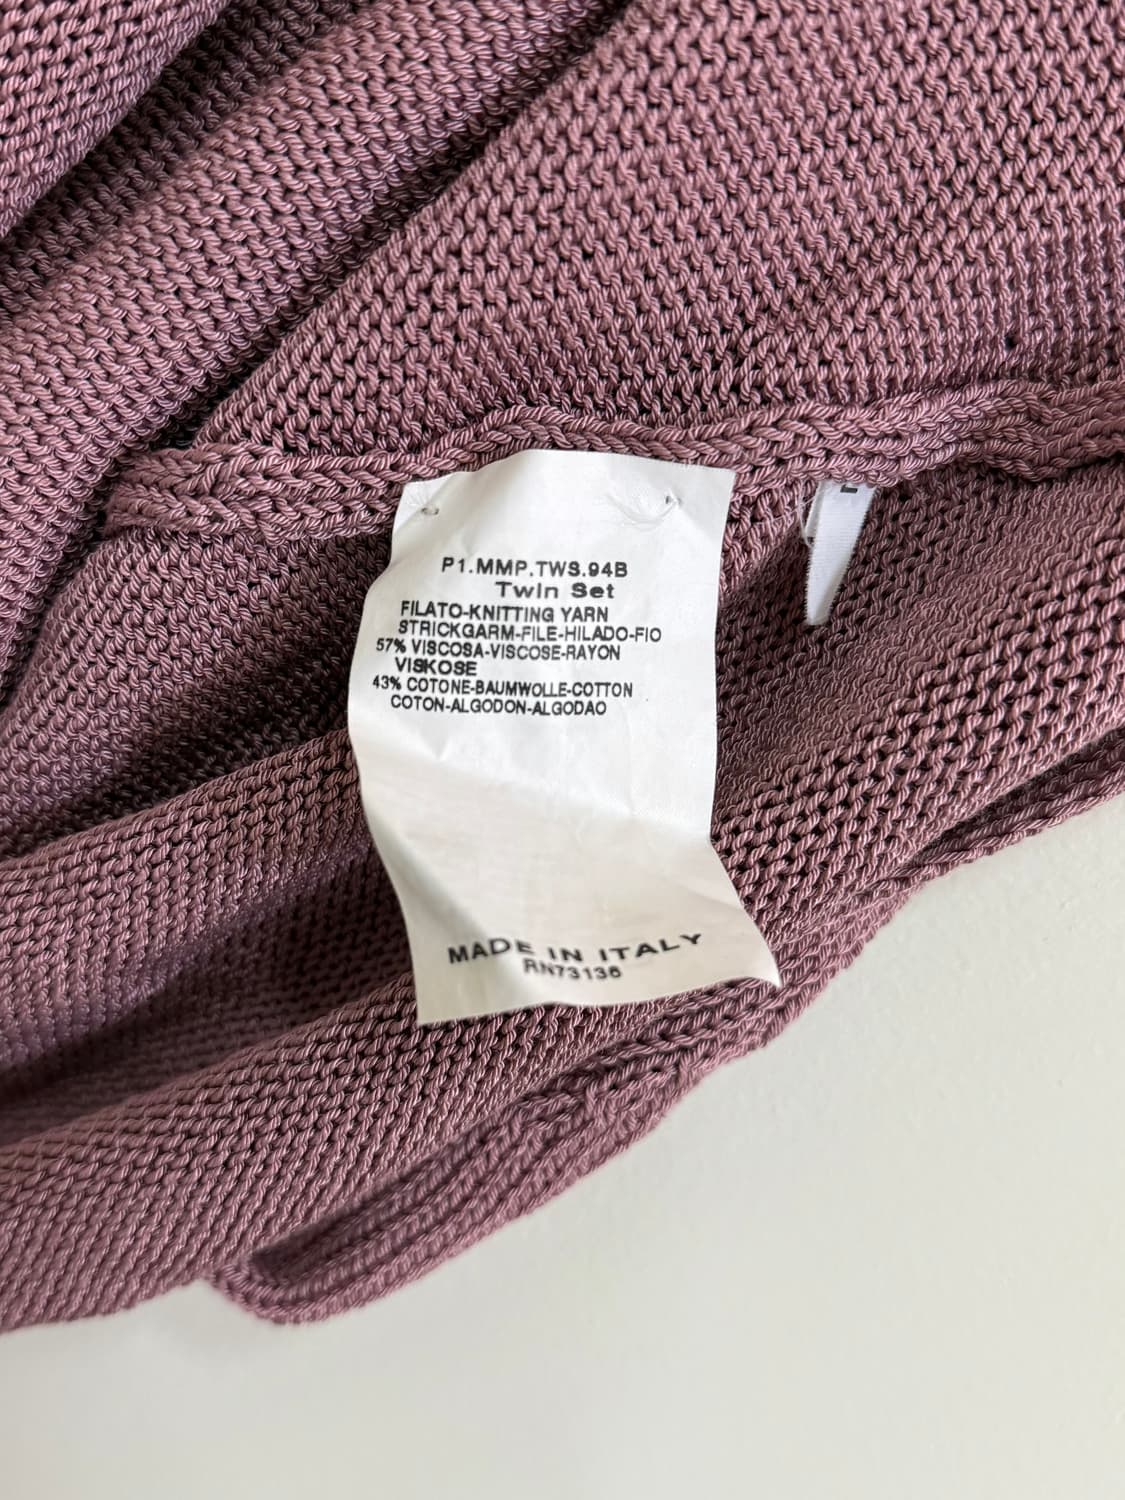 P1.MMP.TWS.94B
Twin Set
FILATO-KNITTING YARN
STRICKGARM-FILE-HILADO-FIO
57% VISCOSA-VISCOSE-RAYON
VISKOSE
43% COTONE-BAUMWOLLE-COTTON
COTON-ALGODON-ALGODAO
MADE IN ITALY
RN73136